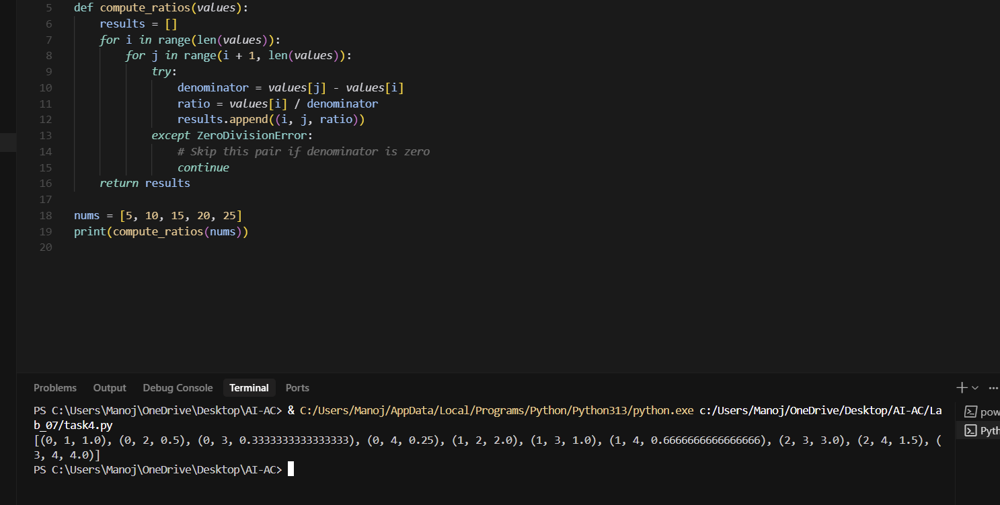 5 def compute_ratios(values):
6     results = []
7     for i in range(len(values)):
8         for j in range(i + 1, len(values)):
9             try:
10                 denominator = values[j] - values[i]
11                 ratio = values[i] / denominator
12                 results.append((i, j, ratio))
13             except ZeroDivisionError:
14                 # Skip this pair if denominator is zero
15                 continue
16     return results
17
18 nums = [5, 10, 15, 20, 25]
19 print(compute_ratios(nums))
20
Problems Output Debug Console Terminal Ports
PS C:\Users\Manoj\OneDrive\Desktop\AI-AC> & C:/Users/Manoj/AppData/Local/Programs/Python/Python313/python.exe c:/Users/Manoj/OneDrive/Desktop/AI-AC/La
b_07/task4.py
[(0, 1, 1.0), (0, 2, 0.5), (0, 3, 0.3333333333333333), (0, 4, 0.25), (1, 2, 2.0), (1, 3, 1.0), (1, 4, 0.6666666666666666), (2, 3, 3.0), (2, 4, 1.5), (
3, 4, 4.0)]
PS C:\Users\Manoj\OneDrive\Desktop\AI-AC>
pow
Pyth